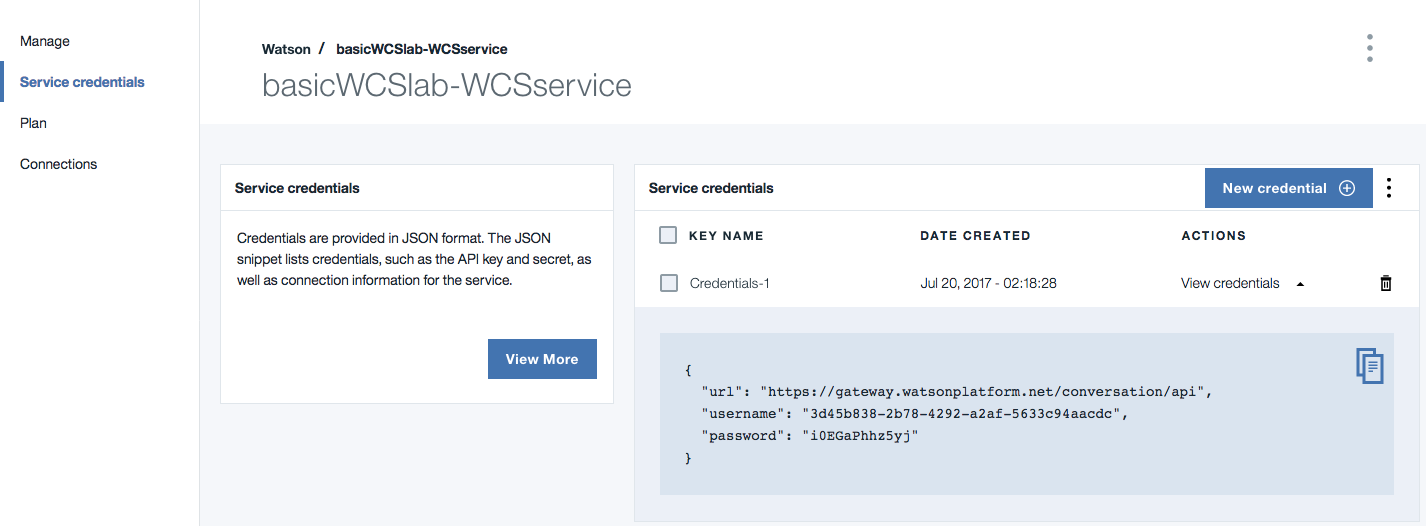 Manage
Service credentials
Plan
Connections
Watson / basicWCSlab-WCSservice
basicWCSlab-WCSservice
Service credentials
Credentials are provided in JSON format. The JSON
snippet lists credentials, such as the API key and secret, as
well as connection information for the service.
View More
Service credentials
New credential
KEY NAME DATE CREATED ACTIONS
Credentials-1 Jul 20, 2017 - 02:18:28 View credentials
{
"url": "https://gateway.watsonplatform.net/conversation/api",
"username": "3d45b838-2b78-4292-a2af-5633c94aacdc",
"password": "i0EGaPhhz5yj"
}